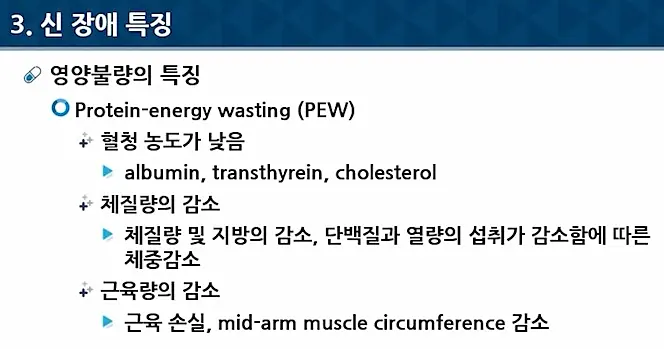 3. 신 장애 특징
영양불량의 특징
Protein-energy wasting (PEW)
혈청 농도가 낮음
albumin, transthyrein, cholesterol
체질량의 감소
체질량 및 지방의 감소, 단백질과 열량의 섭취가 감소함에 따른
체중감소
근육량의 감소
근육 손실, mid-arm muscle circumference 감소